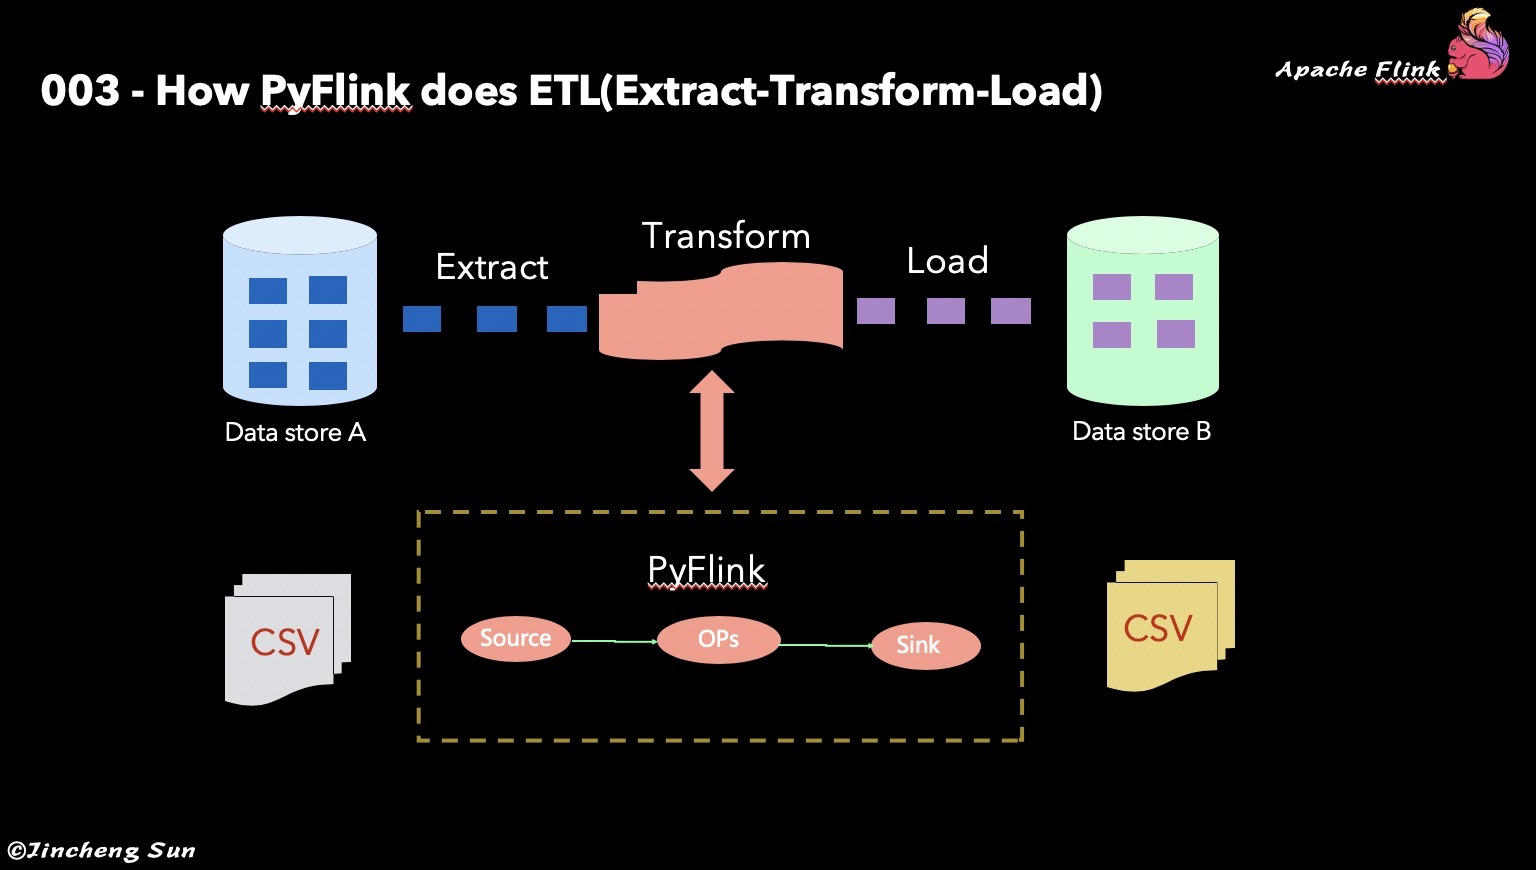 Apache Flink
003 - How PyFlink does ETL(Extract-Transform-Load)
Transform
Extract
Load
Data store A
Data store B
PyFlink
CSV
Source
OPs
Sink
CSV
©Jincheng Sun